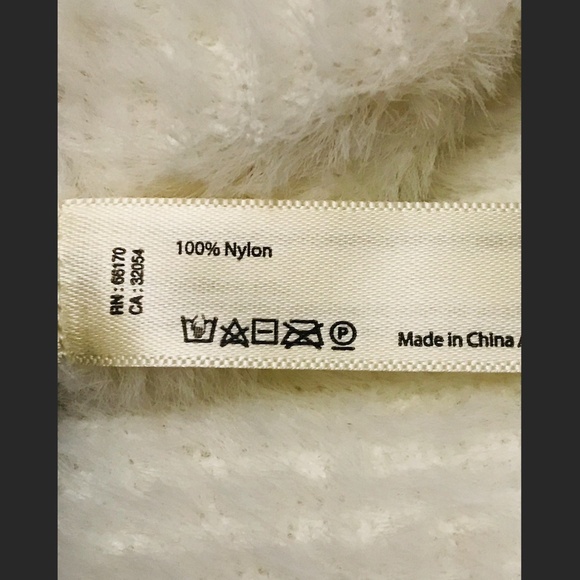 RN : 66170
CA : 32054
100% Nylon
P
Made in China /